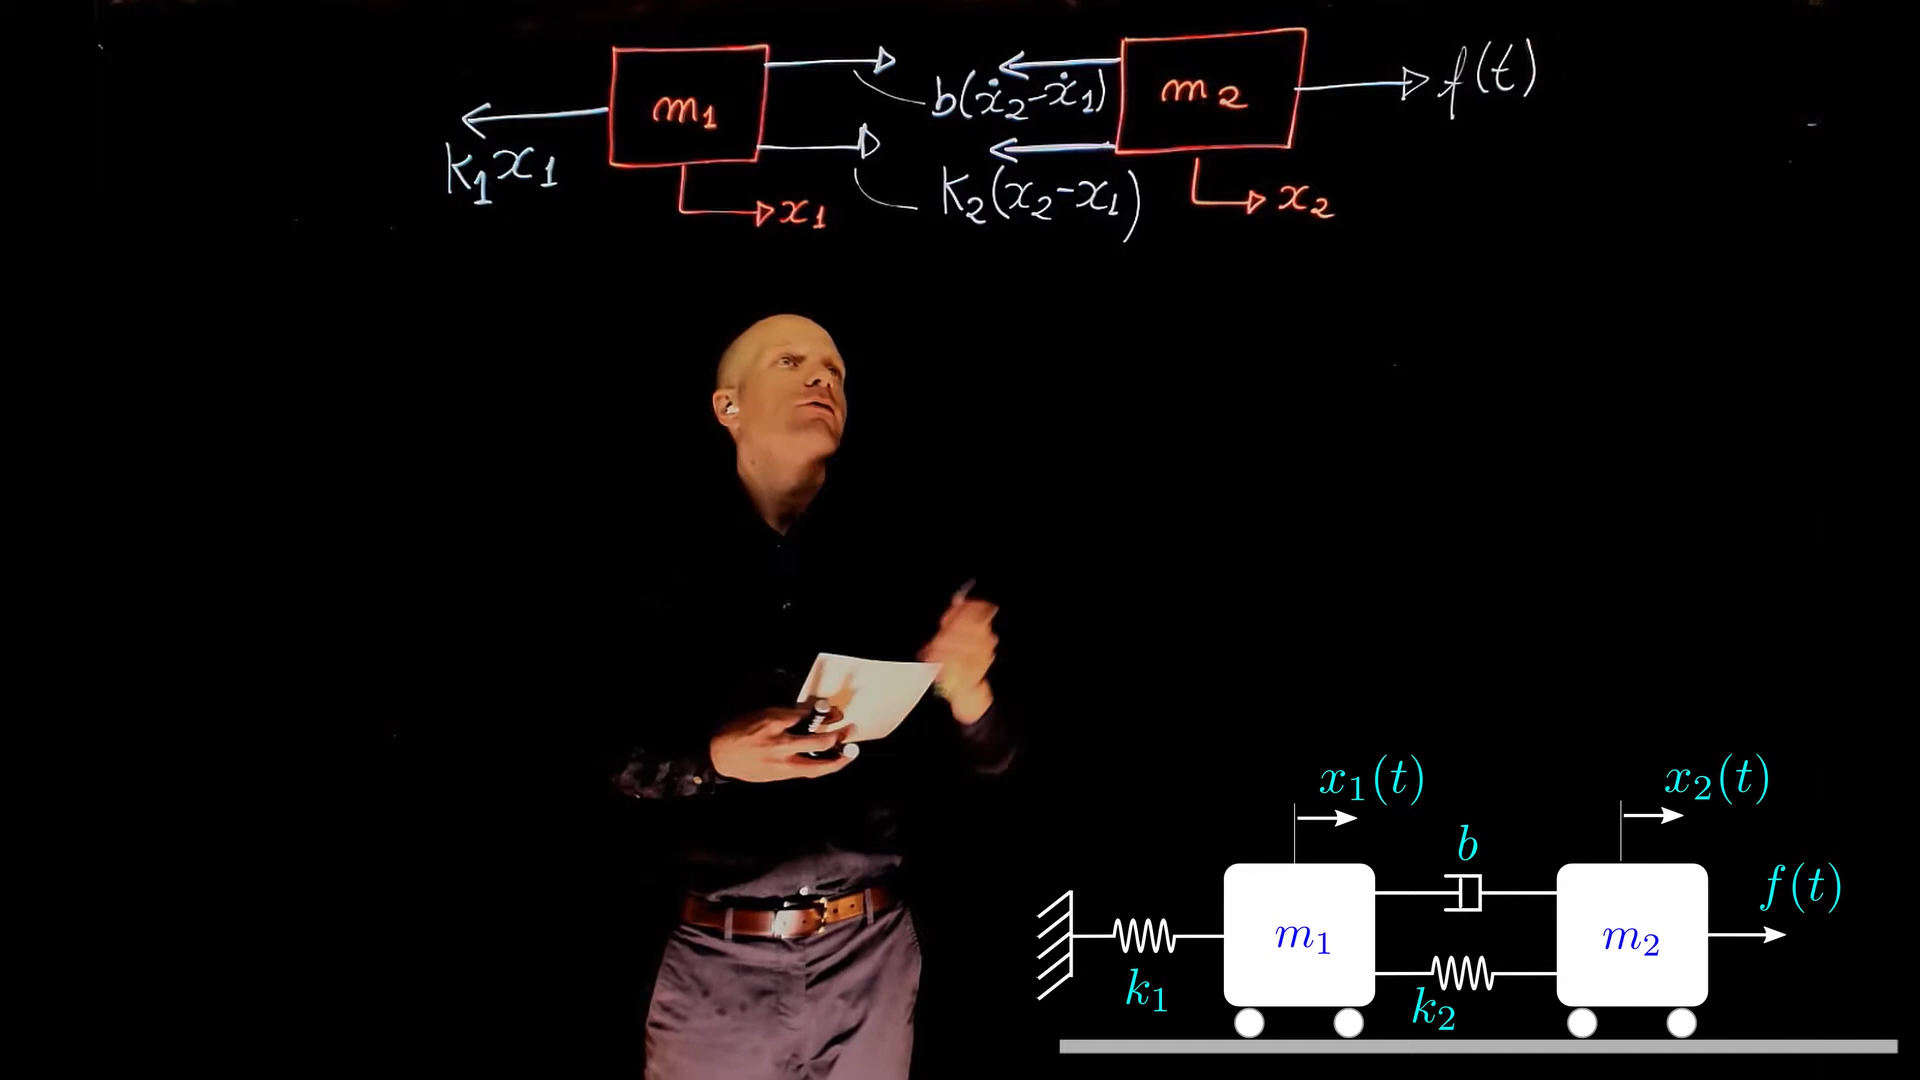 m₁
m₂
f(t)
b(ẋ₂-ẋ₁)
k₁x₁
k₂(x₂-x₁)
x₁
x₂
x₁(t)
x₂(t)
b
f(t)
m₁
m₂
k₁
k₂